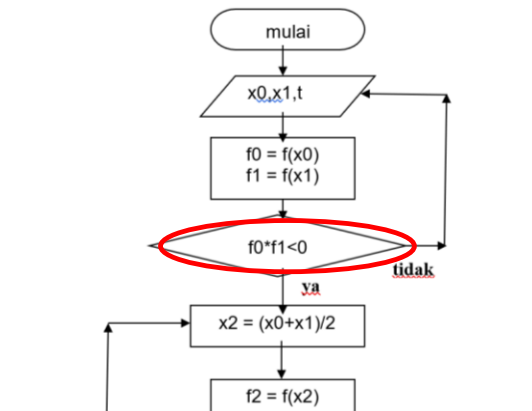 mulai
x0,x1,t
f0 = f(x0)
f1 = f(x1)
f0*f1<0
tidak
ya
x2 = (x0+x1)/2
f2 = f(x2)